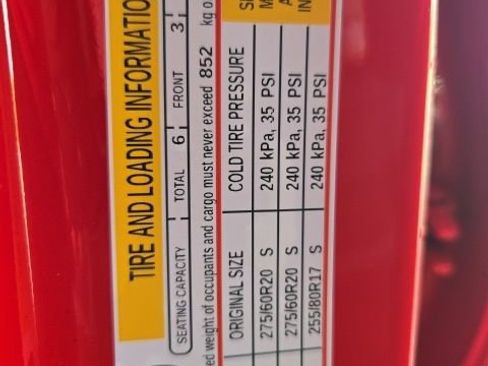 TIRE AND LOADING INFORMATIO
SEATING CAPACITY TOTAL 6 FRONT 3
ed weight of occupants and cargo must never exceed 852 kg o
ORIGINAL SIZE COLD TIRE PRESSURE
275/60R20 S 240 kPa, 35 PSI
275/60R20 S 240 kPa, 35 PSI
255/80R17 S 240 kPa, 35 PSI